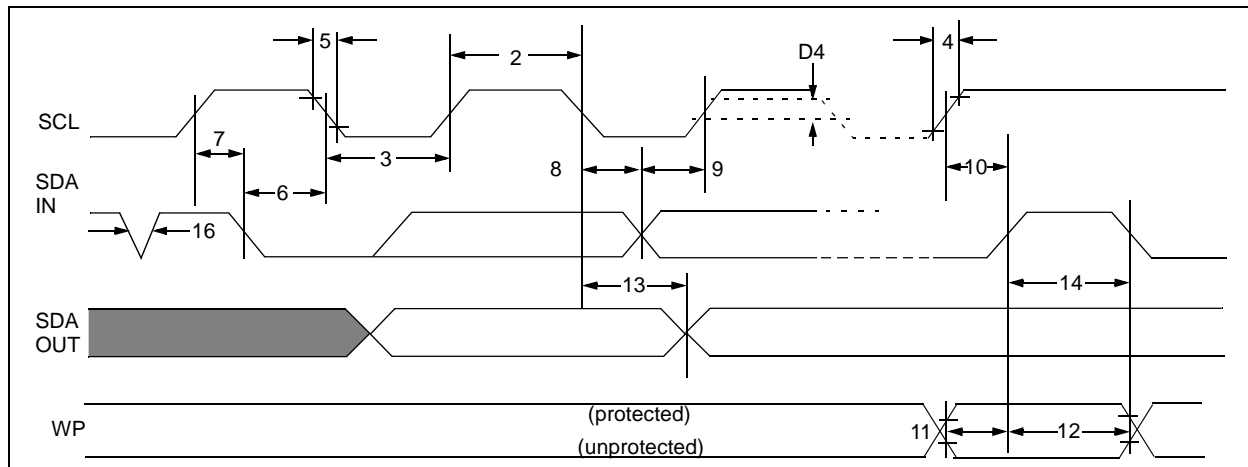 5
2
D4
4
SCL
7
3
8
9
10
SDA
IN
6
16
13
14
SDA
OUT
(protected)
WP
11
12
(unprotected)